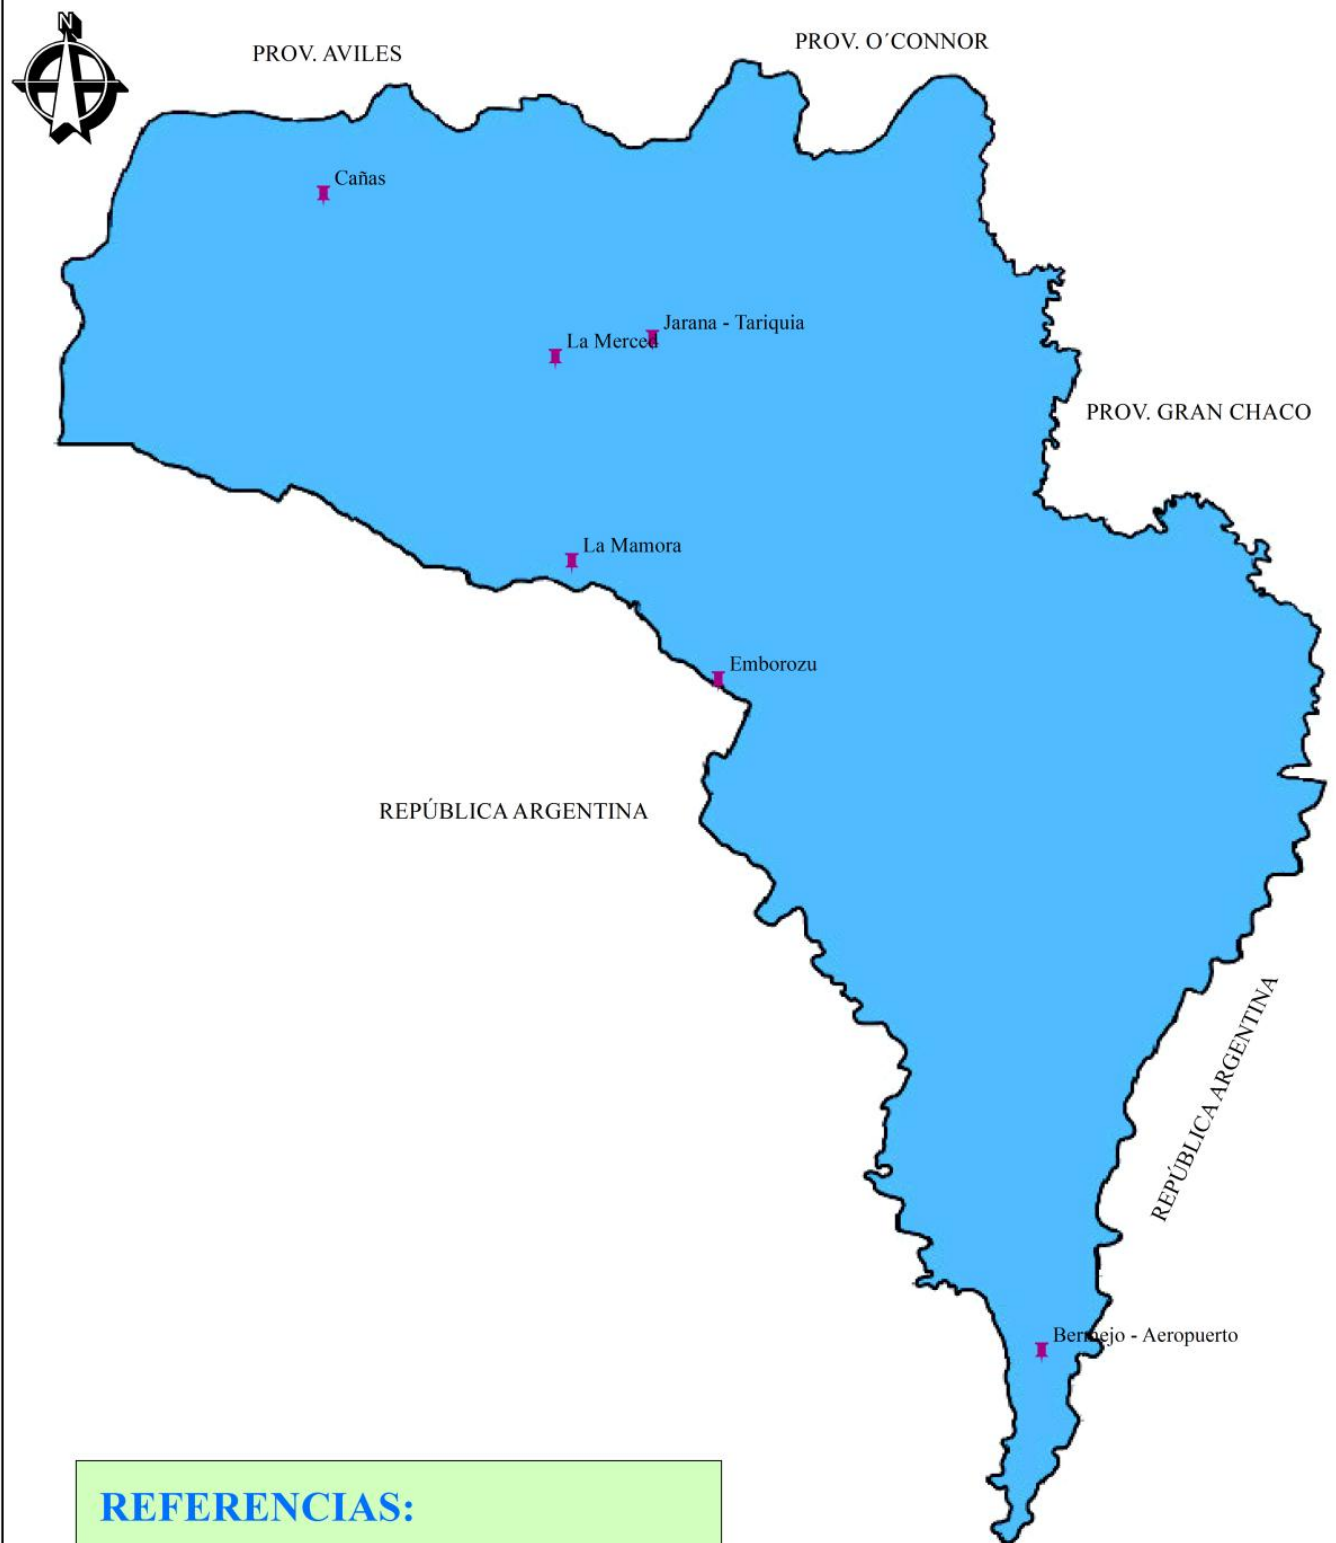 N
PROV. AVILES
PROV. O´CONNOR
Cañas
Jarana - Tariquia
La Merced
PROV. GRAN CHACO
La Mamora
Emborozu
REPÚBLICA ARGENTINA
REPÚBLICA ARGENTINA
Bermejo - Aeropuerto
REFERENCIAS: